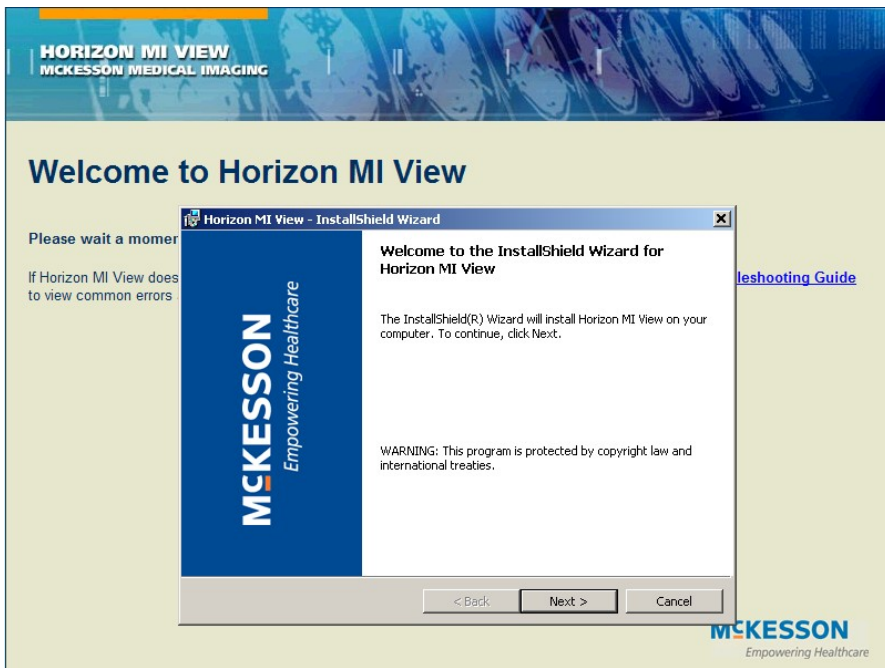 HORIZON MI VIEW
MCKESSON MEDICAL IMAGING
Welcome to Horizon MI View
Please wait a momen
If Horizon MI View does
leshooting Guide
to view common errors
Horizon MI View - InstallShield Wizard
Welcome to the InstallShield Wizard for
Horizon MI View
The InstallShield(R) Wizard will install Horizon MI View on your
computer. To continue, click Next.
WARNING: This program is protected by copyright law and
international treaties.
MCKESSON
Empowering Healthcare
< Back
Next >
Cancel
MCKESSON
Empowering Healthcare